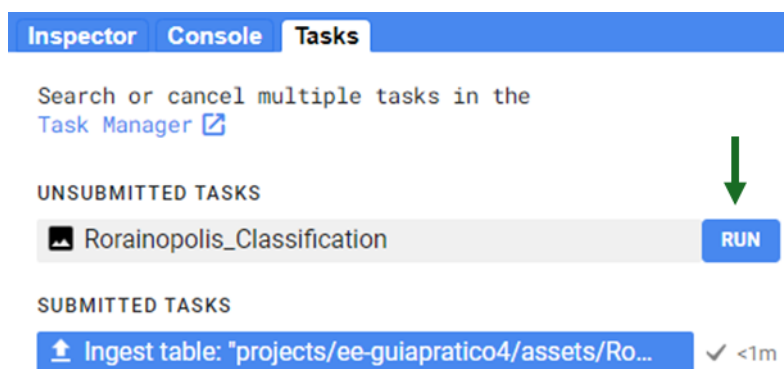 Inspector Console Tasks
Search or cancel multiple tasks in the
Task Manager
UNSUBMITTED TASKS
Rorainopolis_Classification RUN
SUBMITTED TASKS
Ingest table: "projects/ee-guiapratico4/assets/Ro... <1m